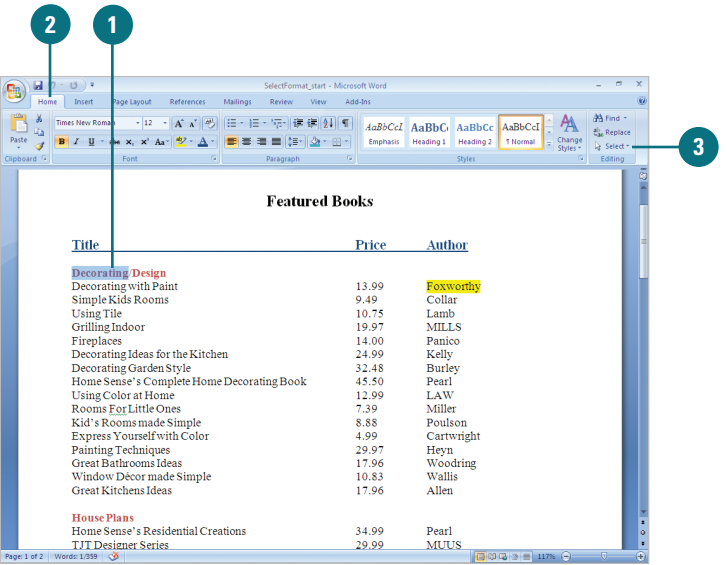 2 1
SelectFormat_start - Microsoft Word
Home Insert Page Layout References Mailings Review View Add-Ins
Times New Roman 12 A A
Paste B I U abc x, x² Aa A
AaBbCcI AaBbC AaBbCc AaBbCcI
Emphasis Heading 1 Heading 2 ¶ Normal
Change Styles
Find
Replace
Select
3
Clipboard Font Paragraph Styles Editing
Featured Books
Title Price Author
Decorating/Design
Decorating with Paint 13.99 Foxworthy
Simple Kids Rooms 9.49 Collar
Using Tile 10.75 Lamb
Grilling Indoor 19.97 MILLS
Fireplaces 14.00 Panico
Decorating Ideas for the Kitchen 24.99 Kelly
Decorating Garden Style 32.48 Burley
Home Sense's Complete Home Decorating Book 45.50 Pearl
Using Color at Home 12.99 LAW
Rooms For Little Ones 7.39 Miller
Kid's Rooms made Simple 8.88 Poulson
Express Yourself with Color 4.99 Cartwright
Painting Techniques 29.97 Heyn
Great Bathrooms Ideas 17.96 Woodring
Window Décor made Simple 10.83 Wallis
Great Kitchens Ideas 17.96 Allen
House Plans
Home Sense's Residential Creations 34.99 Pearl
TJT Designer Series 29.99 MUUS
Page: 1 of 2 Words: 1/359 117%